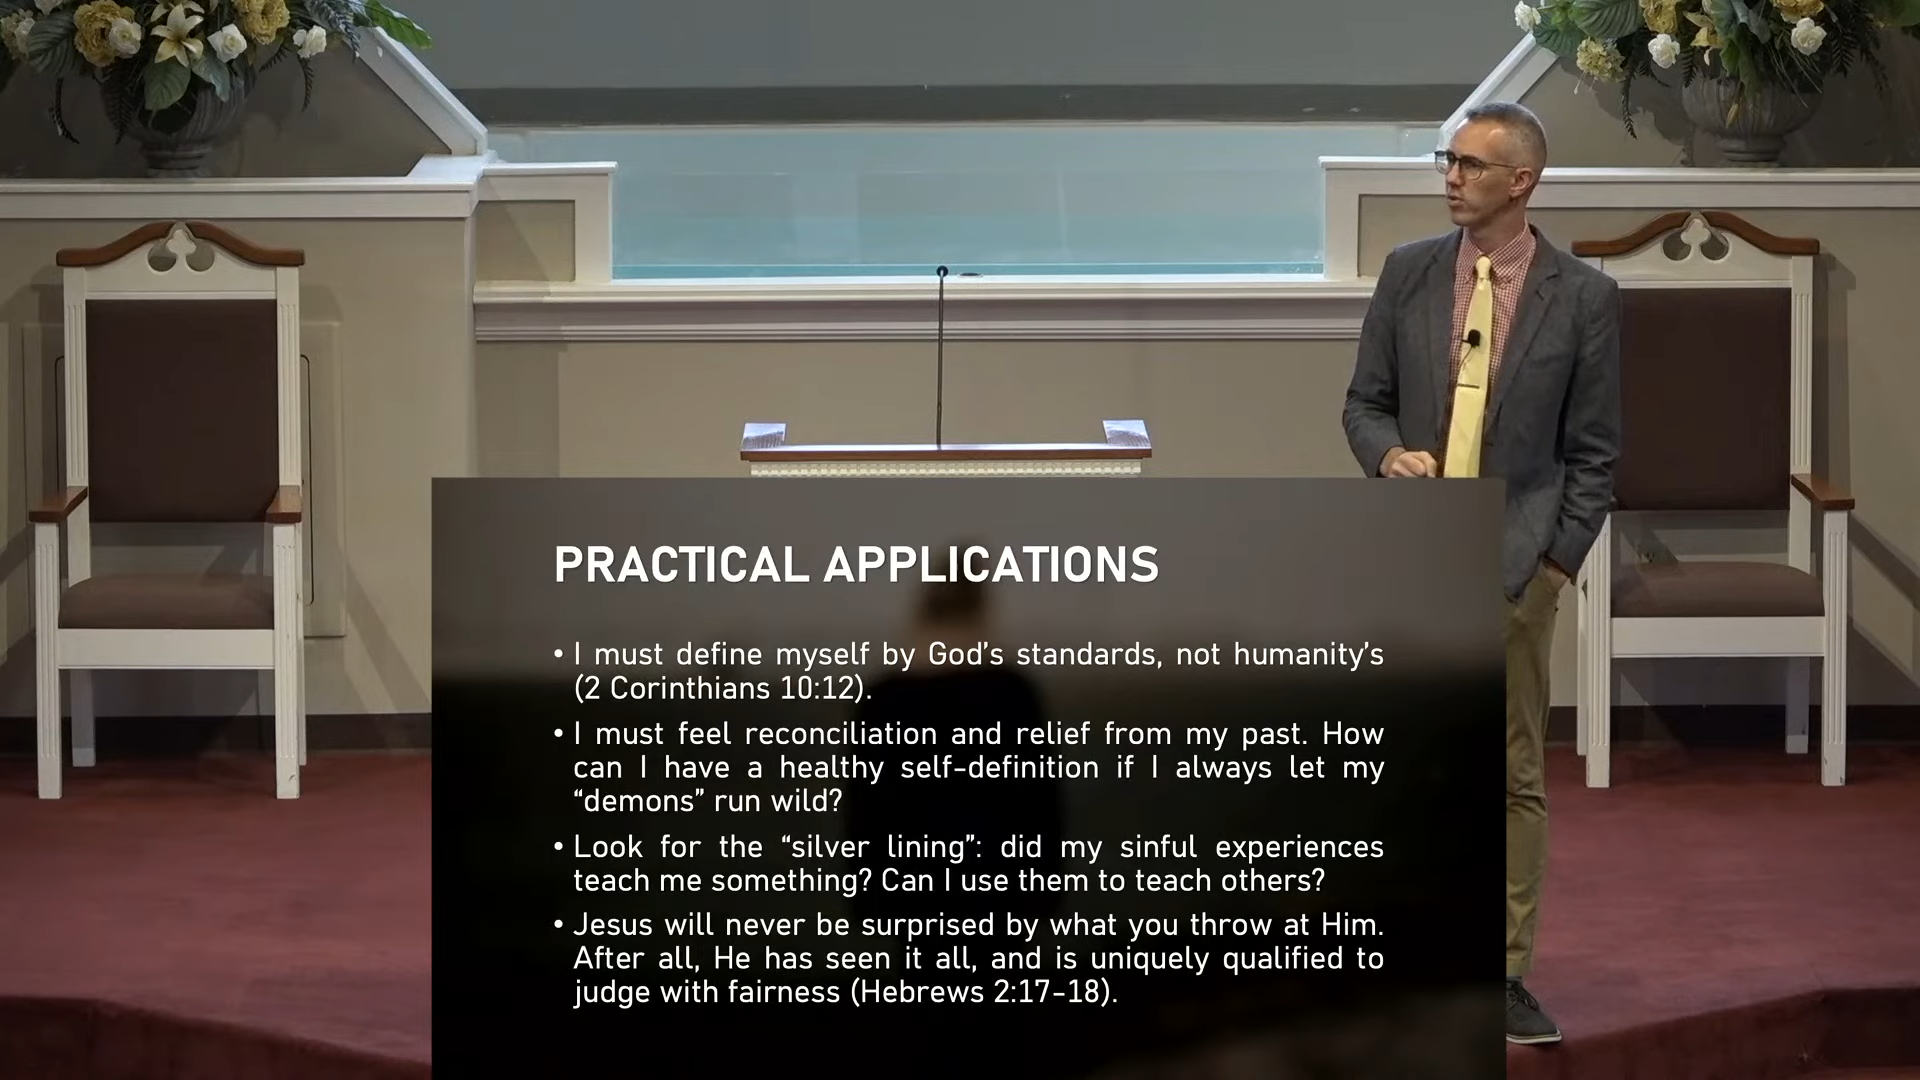 PRACTICAL APPLICATIONS
• I must define myself by God’s standards, not humanity’s
(2 Corinthians 10:12).
• I must feel reconciliation and relief from my past. How
can I have a healthy self-definition if I always let my
“demons” run wild?
• Look for the “silver lining”: did my sinful experiences
teach me something? Can I use them to teach others?
• Jesus will never be surprised by what you throw at Him.
After all, He has seen it all, and is uniquely qualified to
judge with fairness (Hebrews 2:17-18).